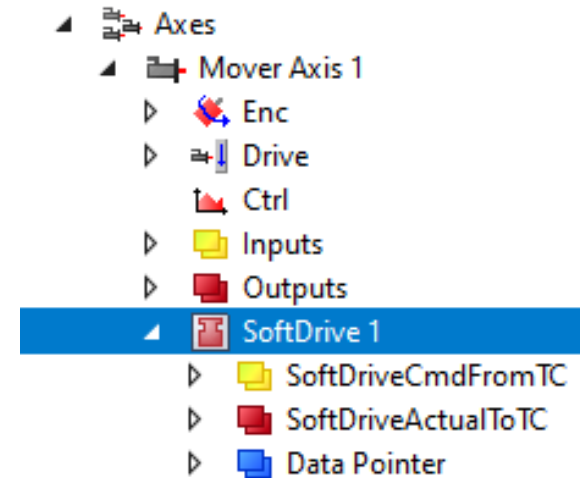 Axes
Mover Axis 1
Enc
Drive
Ctrl
Inputs
Outputs
SoftDrive 1
SoftDriveCmdFromTC
SoftDriveActualToTC
Data Pointer